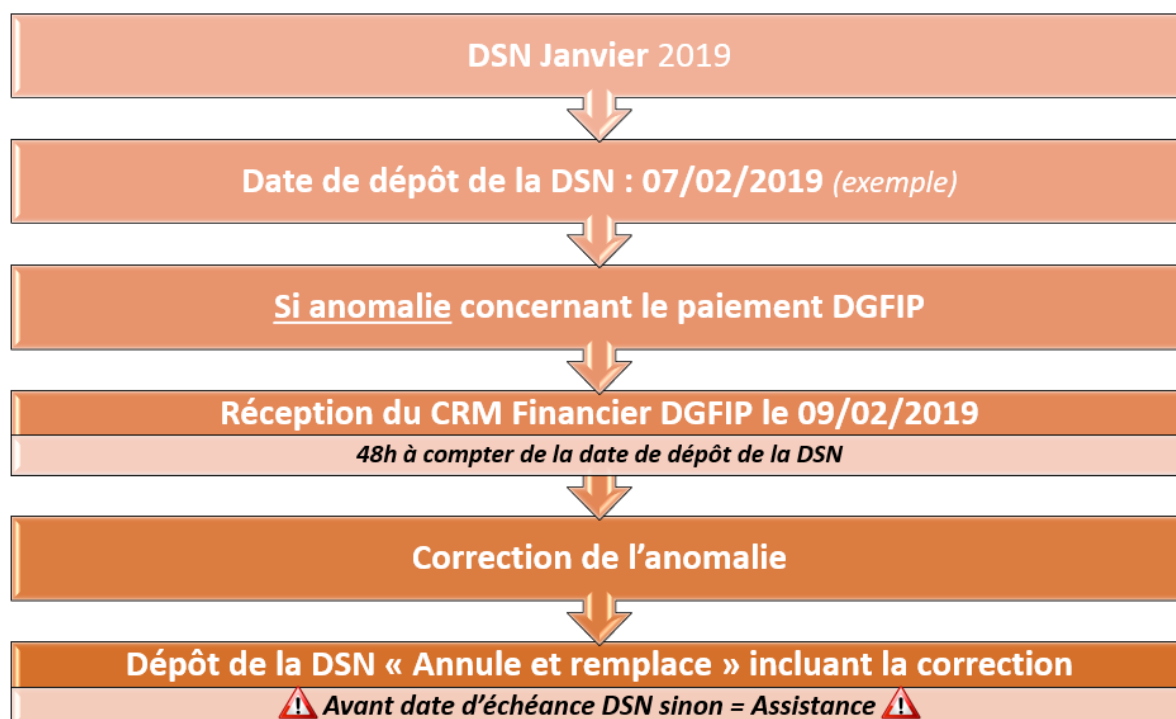 DSN Janvier 2019
Date de dépôt de la DSN : 07/02/2019 (exemple)
Si anomalie concernant le paiement DGFIP
Réception du CRM Financier DGFIP le 09/02/2019
48h à compter de la date de dépôt de la DSN
Correction de l’anomalie
Dépôt de la DSN « Annule et remplace » incluant la correction
Avant date d’échéance DSN sinon = Assistance